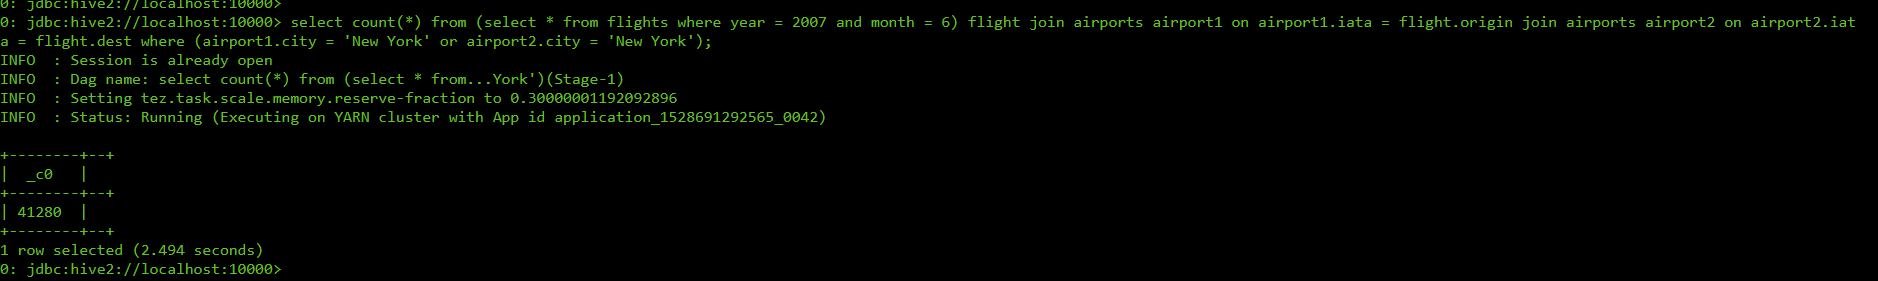 0: jdbc:hive2://localhost:10000>
0: jdbc:hive2://localhost:10000> select count(*) from (select * from flights where year = 2007 and month = 6) flight join airports airport1 on airport1.iata = flight.origin join airports airport2 on airport2.iat
a = flight.dest where (airport1.city = 'New York' or airport2.city = 'New York');
INFO  : Session is already open
INFO  : Dag name: select count(*) from (select * from...York')(Stage-1)
INFO  : Setting tez.task.scale.memory.reserve-fraction to 0.30000001192092896
INFO  : Status: Running (Executing on YARN cluster with App id application_1528691292565_0042)

+--------+--+
|  _c0   |
+--------+--+
| 41280  |
+--------+--+
1 row selected (2.494 seconds)
0: jdbc:hive2://localhost:10000>